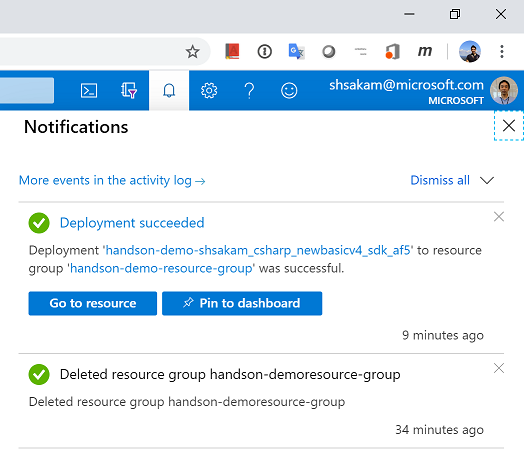 m
shsakam@microsoft.com
MICROSOFT
Notifications
More events in the activity log →
Dismiss all
Deployment succeeded
Deployment 'handson-demo-shsakam_csharp_newbasicv4_sdk_af5' to resource
group 'handson-demo-resource-group' was successful.
Go to resource
Pin to dashboard
9 minutes ago
Deleted resource group handson-demoresource-group
Deleted resource group handson-demoresource-group
34 minutes ago